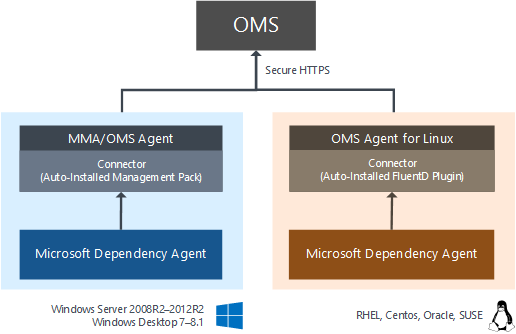 OMS
Secure HTTPS
MMA/OMS Agent
Connector
(Auto-Installed Management Pack)
Microsoft Dependency Agent
Windows Server 2008R2–2012R2
Windows Desktop 7–8.1
OMS Agent for Linux
Connector
(Auto-Installed FluentD Plugin)
Microsoft Dependency Agent
RHEL, Centos, Oracle, SUSE